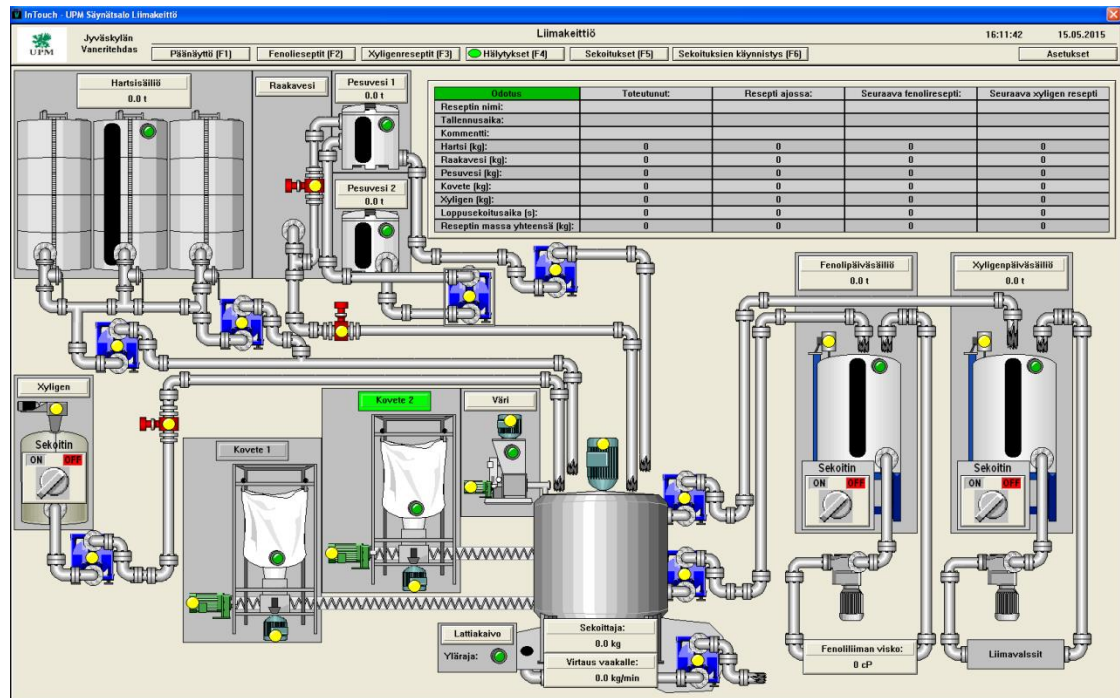 InTouch - UPM Säynätsalo Liimakeittö
UPM
Jyväskylän
Vaneritehdas
Liimakeittiö
16:11:42
15.05.2015
Päänäyttö (F1)
Fenolieseptit (F2)
Xyligenreseptit (F3)
Hälytykset (F4)
Sekoitukset (F5)
Sekoituksien käynnistys (F6)
Asetukset
Hartsisäiliö
0.0 t
Raakavesi
Pesuvesi 1
0.0 t
Pesuvesi 2
0.0 t
Odotus Toteutunut: Resepti ajossa: Seuraava fenoliresepti: Seuraava xyligen resepti
Reseptin nimi:
Tallennusaika:
Kommentti:
Hartsi (kg): 0 0 0 0
Raakavesi (kg): 0 0 0 0
Pesuvesi (kg): 0 0 0 0
Kovete (kg): 0 0 0 0
Xyligen (kg): 0 0 0 0
Loppusekoitusaika (s): 0 0 0 0
Reseptin massa yhteensä (kg): 0 0 0 0
Fenolipäiväsäiliö
0.0 t
Xyligenpäiväsäiliö
0.0 t
Xyligen
Sekoitin
ON OFF
Kovete 1
Kovete 2
Väri
Sekoitin
ON OFF
Sekoitin
ON OFF
Lattiakaivo
Yläraja:
Sekoittaja:
0.0 kg
Virtaus vaakalle:
0.0 kg/min
Fenoliliiman visko:
0 cP
Liimavalssit